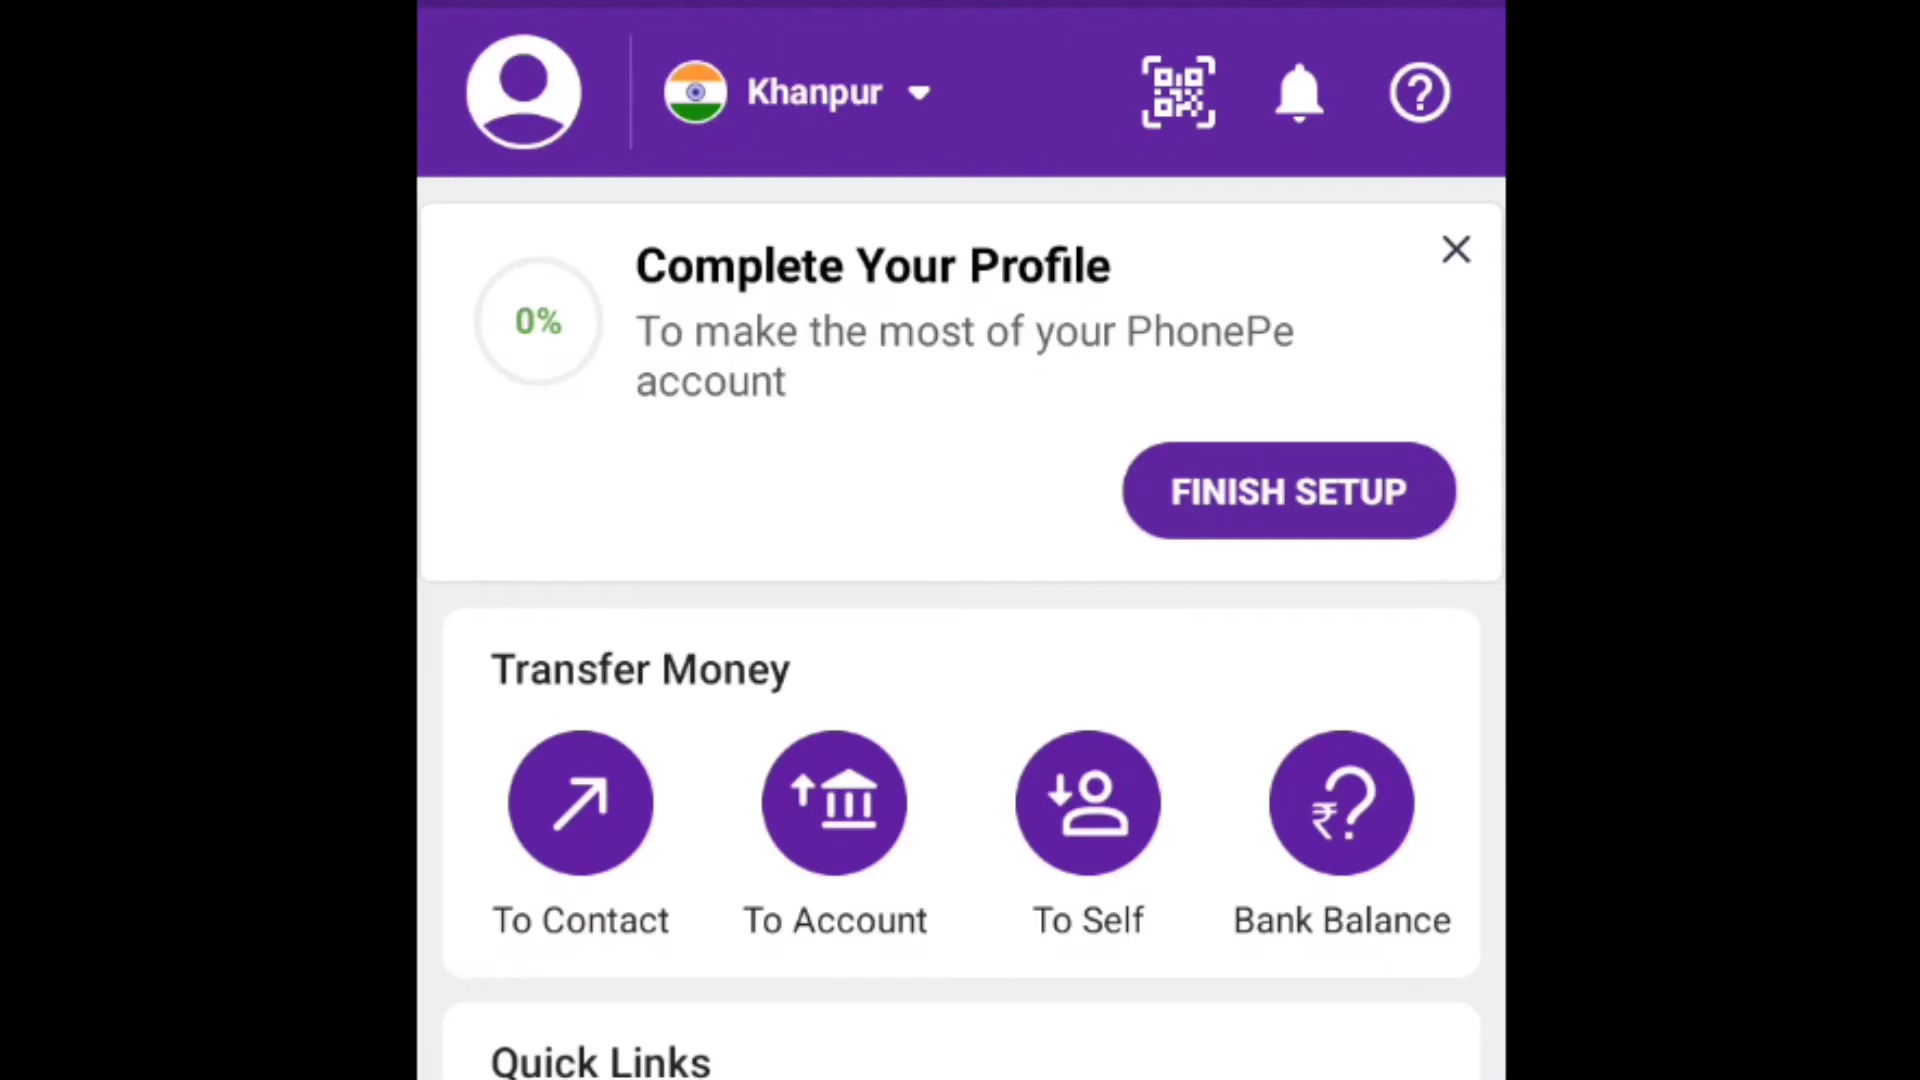 Khanpur
Complete Your Profile
0%
To make the most of your PhonePe
account
FINISH SETUP
Transfer Money
₹?
To Contact
To Account
To Self
Bank Balance
Quick Links